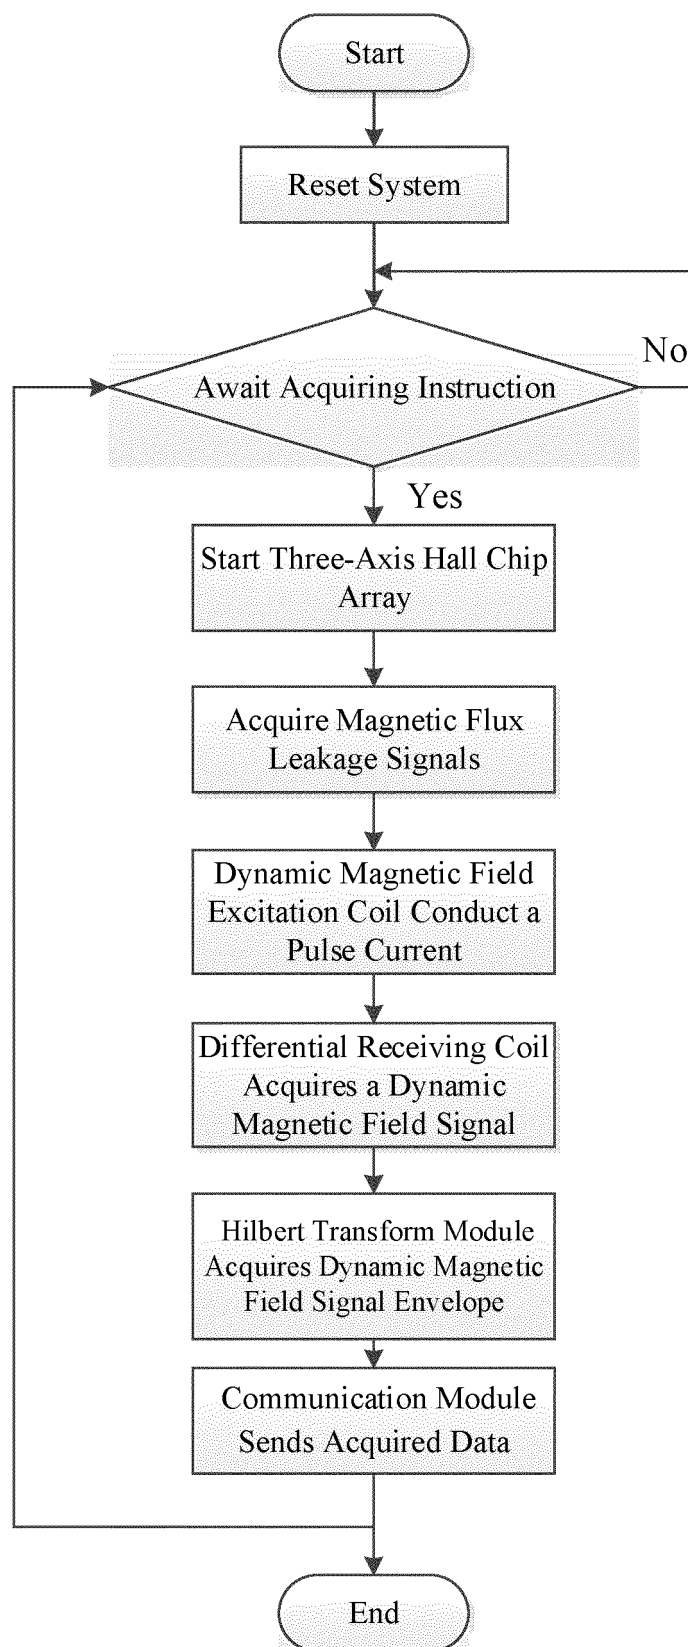 Start
Reset System
No
Await Acquiring Instruction
Yes
Start Three-Axis Hall Chip
Array
Acquire Magnetic Flux
Leakage Signals
Dynamic Magnetic Field
Excitation Coil Conduct a
Pulse Current
Differential Receiving Coil
Acquires a Dynamic
Magnetic Field Signal
Hilbert Transform Module
Acquires Dynamic Magnetic
Field Signal Envelope
Communication Module
Sends Acquired Data
End